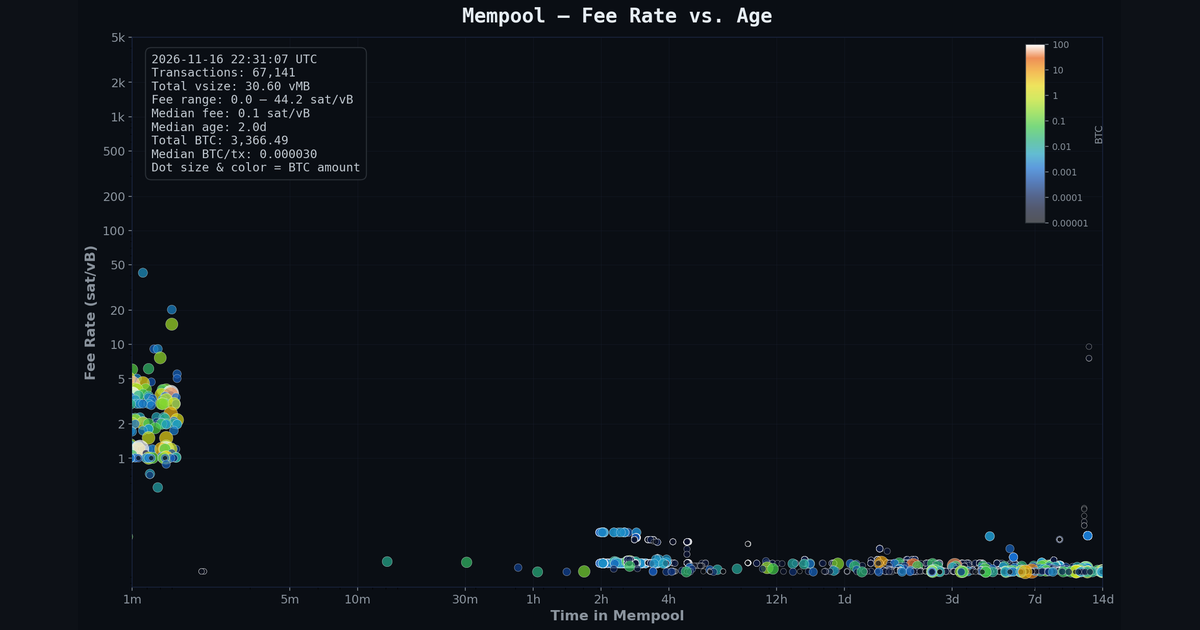 Mempool — Fee Rate vs. Age
2026-11-16 22:31:07 UTC
Transactions: 67,141
Total vsize: 30.60 vMB
Fee range: 0.0 – 44.2 sat/vB
Median fee: 0.1 sat/vB
Median age: 2.0d
Total BTC: 3,366.49
Median BTC/tx: 0.000030
Dot size & color = BTC amount
100
10
1
0.1
0.01
0.001
0.0001
0.00001
BTC
Fee Rate (sat/vB)
5k
2k
1k
500
200
100
50
20
10
5
2
1
1m
5m
10m
30m
1h
2h
4h
12h
1d
3d
7d
14d
Time in Mempool